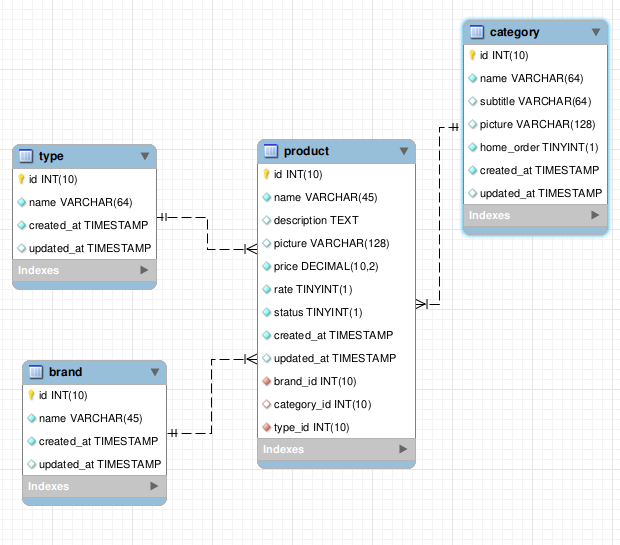 category
id INT(10)
name VARCHAR(64)
subtitle VARCHAR(64)
picture VARCHAR(128)
home_order TINYINT(1)
created_at TIMESTAMP
updated_at TIMESTAMP
Indexes
type
id INT(10)
name VARCHAR(64)
created_at TIMESTAMP
updated_at TIMESTAMP
Indexes
product
id INT(10)
name VARCHAR(45)
description TEXT
picture VARCHAR(128)
price DECIMAL(10,2)
rate TINYINT(1)
status TINYINT(1)
created_at TIMESTAMP
updated_at TIMESTAMP
brand_id INT(10)
category_id INT(10)
type_id INT(10)
Indexes
brand
id INT(10)
name VARCHAR(45)
created_at TIMESTAMP
updated_at TIMESTAMP
Indexes